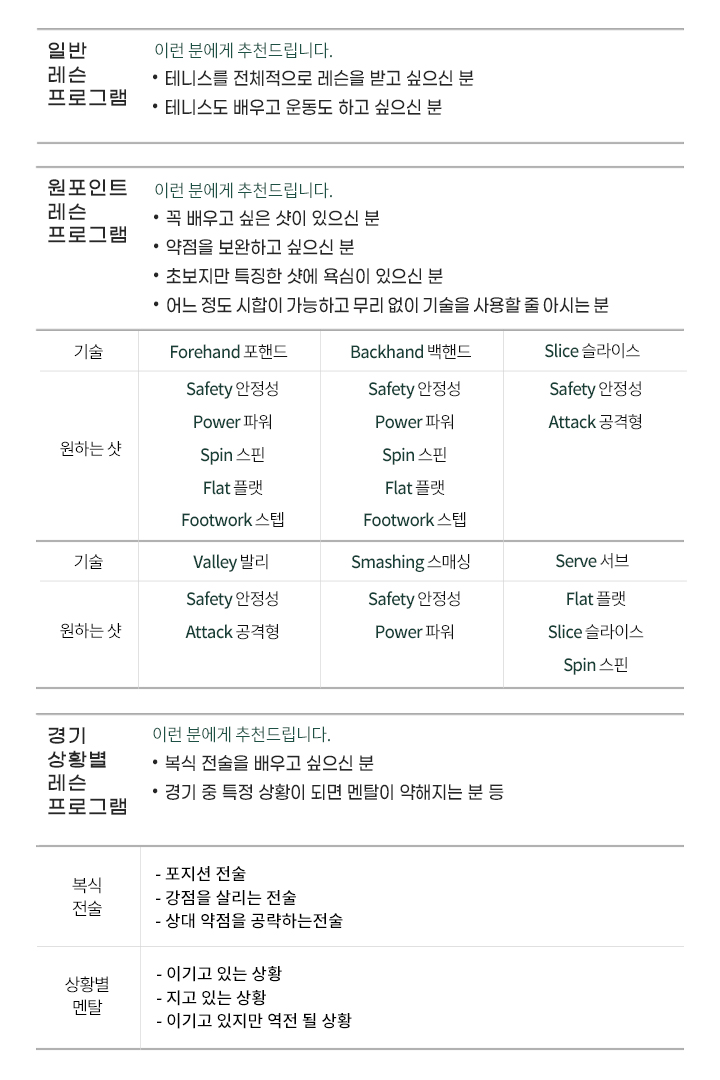 일반
레슨
프로그램
이런 분에게 추천드립니다.
• 테니스를 전체적으로 레슨을 받고 싶으신 분
• 테니스도 배우고 운동도 하고 싶으신 분
원포인트
레슨
프로그램
이런 분에게 추천드립니다.
• 꼭 배우고 싶은 샷이 있으신 분
• 약점을 보완하고 싶으신 분
• 초보지만 특징한 샷에 욕심이 있으신 분
• 어느 정도 시합이 가능하고 무리 없이 기술을 사용할 줄 아시는 분
기술 Forehand 포핸드 Backhand 백핸드 Slice 슬라이스
원하는 샷
Safety 안정성 Safety 안정성 Safety 안정성
Power 파워 Power 파워 Attack 공격형
Spin 스핀 Spin 스핀
Flat 플랫 Flat 플랫
Footwork 스텝 Footwork 스텝
기술 Valley 발리 Smashing 스매싱 Serve 서브
원하는 샷
Safety 안정성 Safety 안정성 Flat 플랫
Attack 공격형 Power 파워 Slice 슬라이스
Spin 스핀
경기
상황별
레슨
프로그램
이런 분에게 추천드립니다.
• 복식 전술을 배우고 싶으신 분
• 경기 중 특정 상황이 되면 멘탈이 약해지는 분 등
복식
전술
- 포지션 전술
- 강점을 살리는 전술
- 상대 약점을 공략하는전술
상황별
멘탈
- 이기고 있는 상황
- 지고 있는 상황
- 이기고 있지만 역전 될 상황